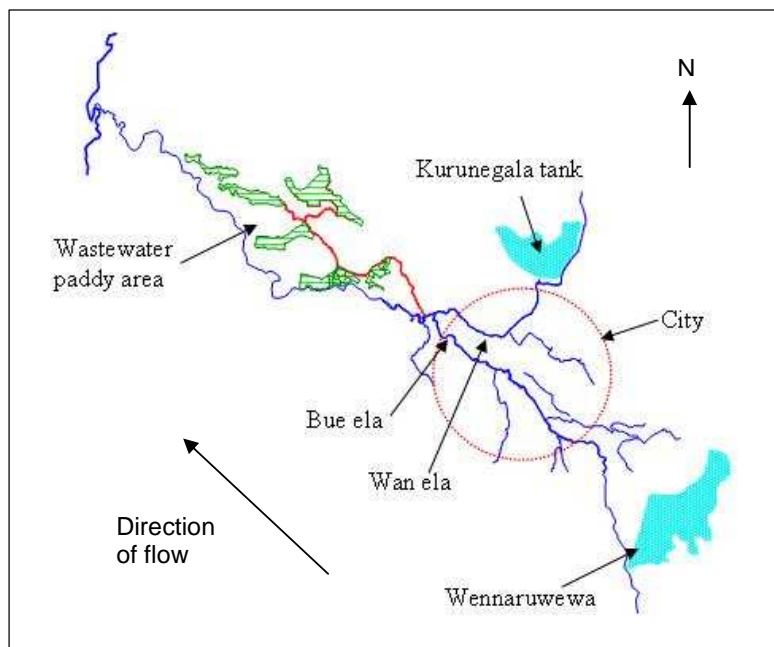 N
Kurunegala tank
Wastewater
paddy area
City
Bue ela
Wan ela
Direction
of flow
Wennaruwewa